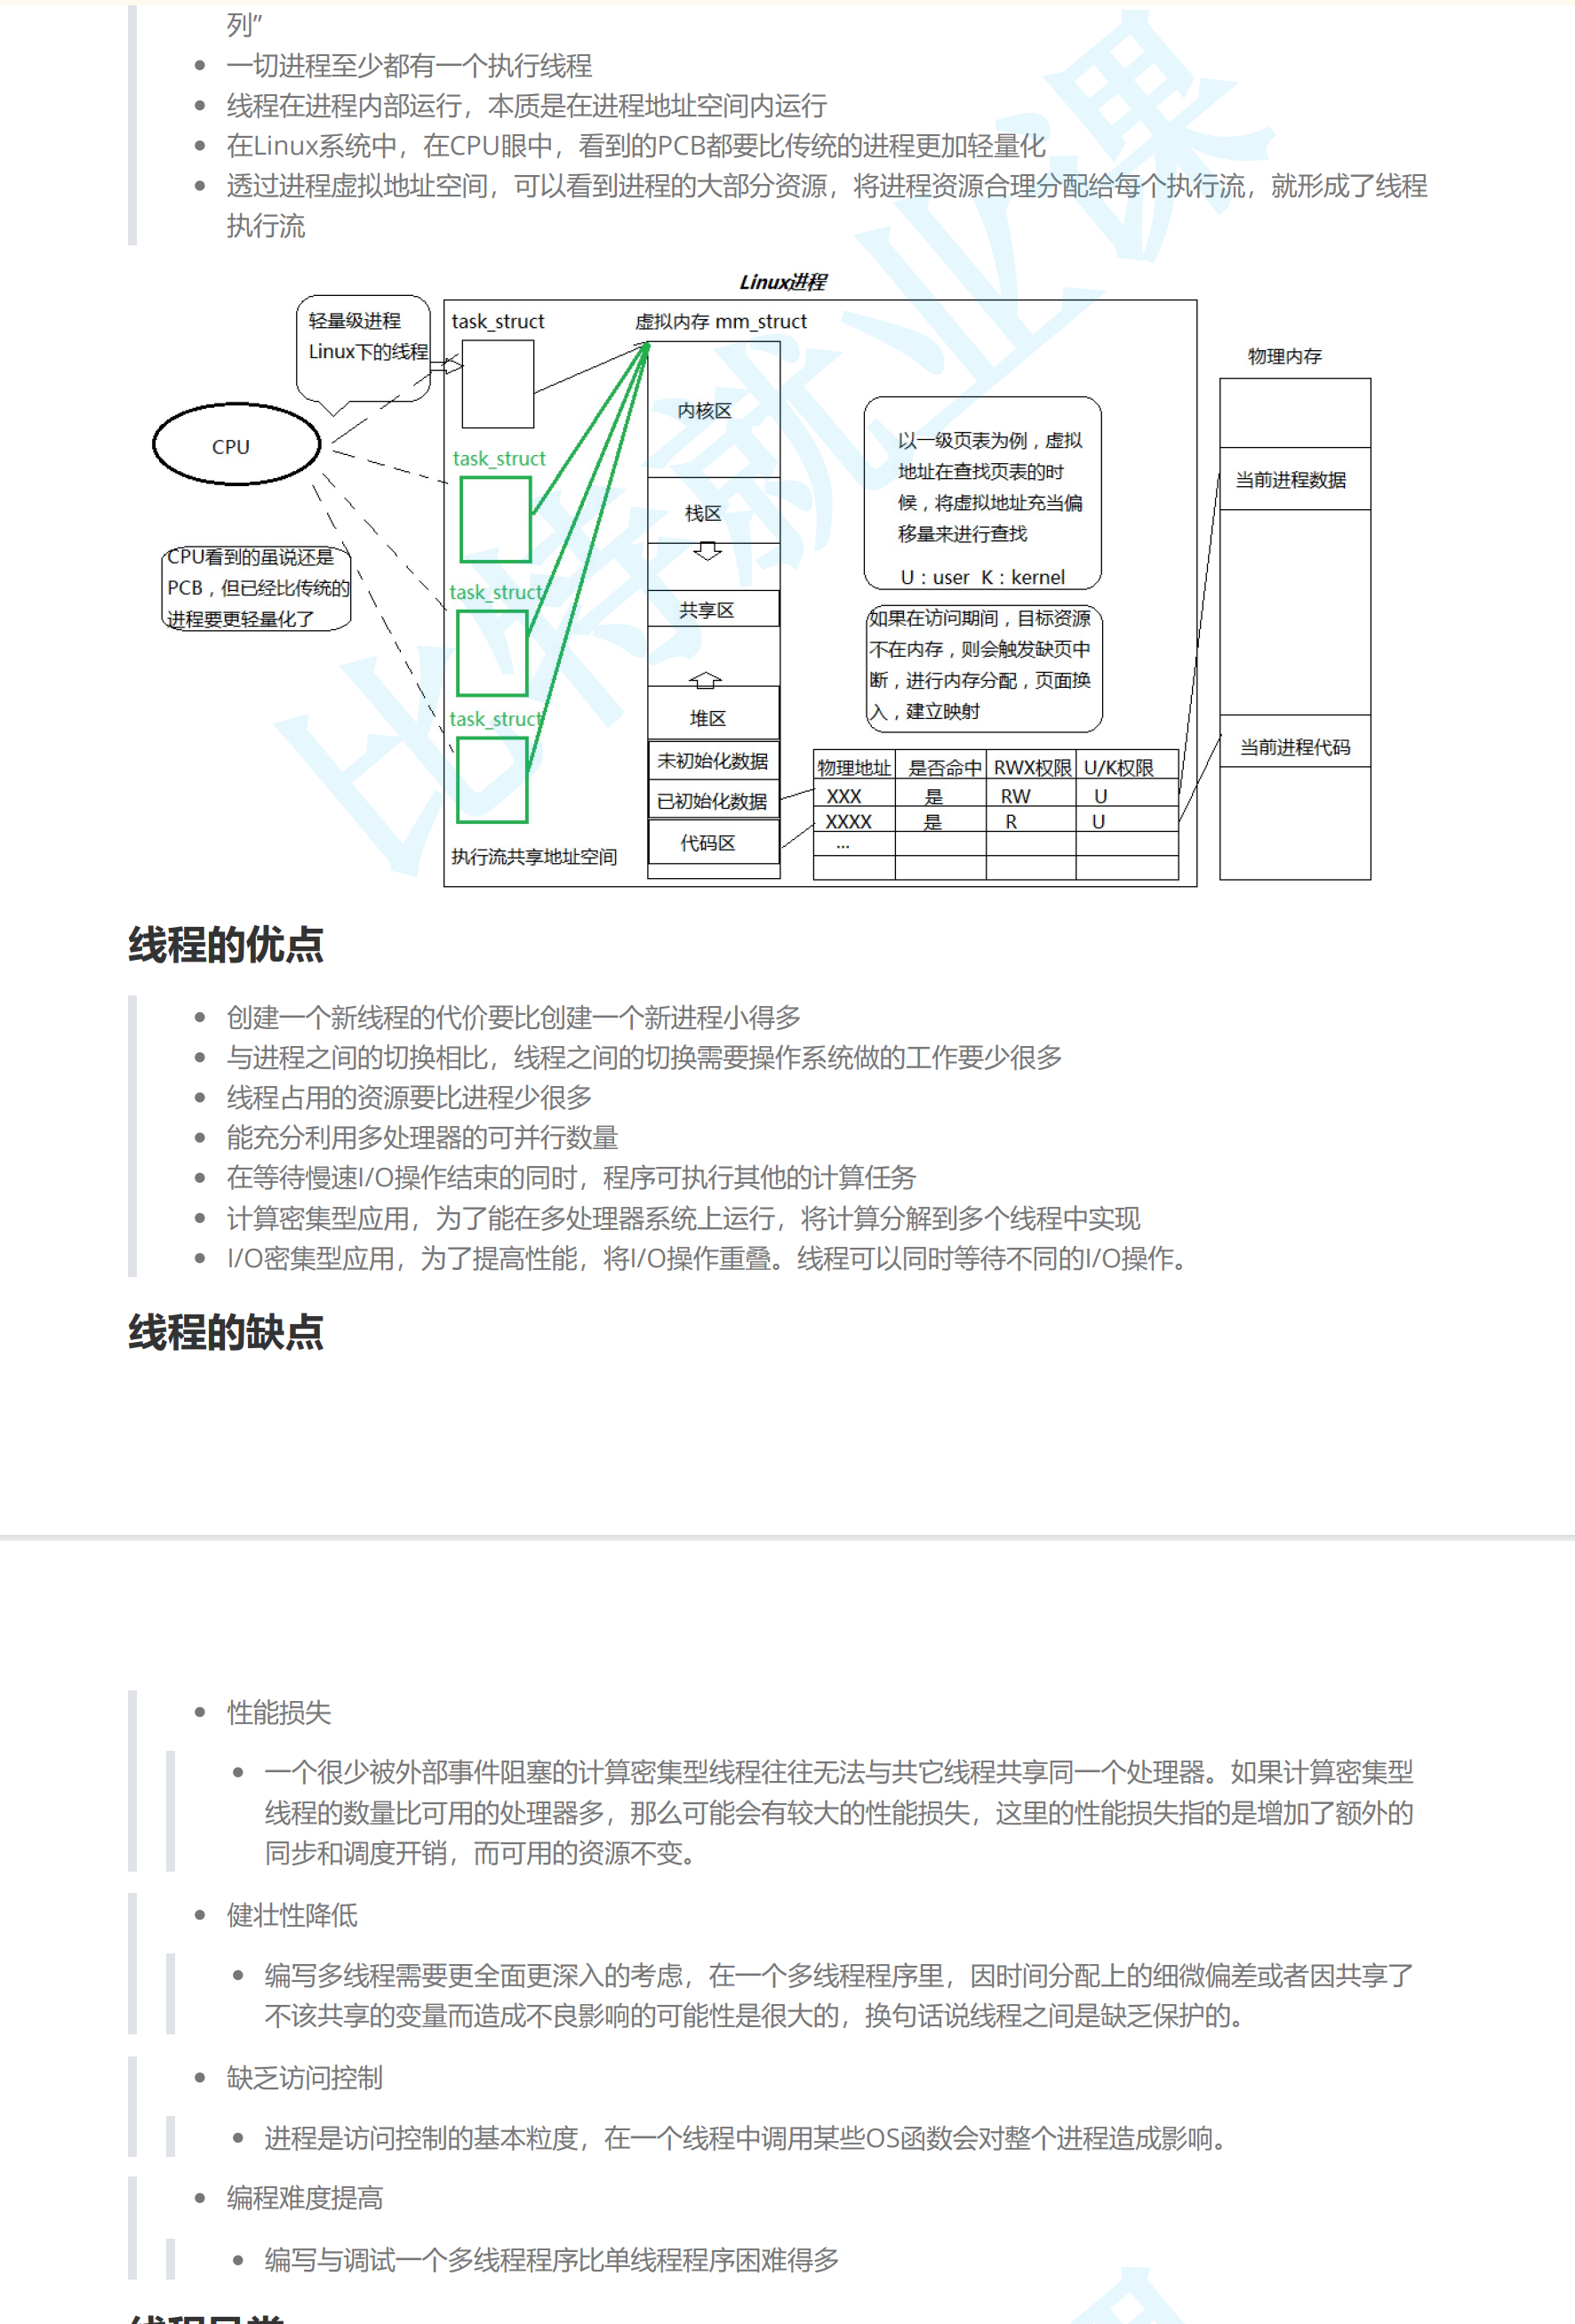 列”
一切进程至少都有一个执行线程
线程在进程内部运行，本质是在进程地址空间内运行
在Linux系统中，在CPU眼中，看到的PCB都要比传统的进程更加轻量化
透过进程虚拟地址空间，可以看到进程的大部分资源，将进程资源合理分配给每个执行流，就形成了线程
执行流
Linux进程
轻量级进程
Linux下的线程
CPU
CPU看到的虽说还是
PCB，但已经比传统的
进程要更轻量化了
task_struct
task_struct
task_struct
task_struct
执行流共享地址空间
虚拟内存 mm_struct
内核区
栈区
共享区
堆区
未初始化数据
已初始化数据
代码区
以一级页表为例，虚拟
地址在查找页表的时
候，将虚拟地址充当偏
移量来进行查找
U：user K：kernel
如果在访问期间，目标资源
不在内存，则会触发缺页中
断，进行内存分配，页面换
入，建立映射
物理地址 是否命中 RWX权限 U/K权限
XXX 是 RW U
XXXX 是 R U
...
物理内存
当前进程数据
当前进程代码
比特就业课
线程的优点
创建一个新线程的代价要比创建一个新进程小得多
与进程之间的切换相比，线程之间的切换需要操作系统做的工作要少很多
线程占用的资源要比进程少很多
能充分利用多处理器的可并行数量
在等待慢速I/O操作结束的同时，程序可执行其他的计算任务
计算密集型应用，为了能在多处理器系统上运行，将计算分解到多个线程中实现
I/O密集型应用，为了提高性能，将I/O操作重叠。线程可以同时等待不同的I/O操作。
线程的缺点
性能损失
一个很少被外部事件阻塞的计算密集型线程往往无法与共它线程共享同一个处理器。如果计算密集型
线程的数量比可用的处理器多，那么可能会有较大的性能损失，这里的性能损失指的是增加了额外的
同步和调度开销，而可用的资源不变。
健壮性降低
编写多线程需要更全面更深入的考虑，在一个多线程程序里，因时间分配上的细微偏差或者因共享了
不该共享的变量而造成不良影响的可能性是很大的，换句话说线程之间是缺乏保护的。
缺乏访问控制
进程是访问控制的基本粒度，在一个线程中调用某些OS函数会对整个进程造成影响。
编程难度提高
编写与调试一个多线程程序比单线程程序困难得多